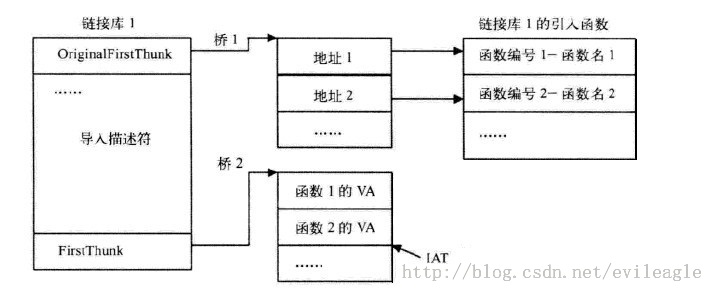 链接库 1
OriginalFirstThunk
……
导入描述符
FirstThunk
桥 1
地址 1
地址 2
……
链接库 1 的引入函数
函数编号 1－函数名 1
函数编号 2－函数名 2
……
桥 2
函数 1 的 VA
函数 2 的 VA
……
IAT
http://blog.csdn.net/evileagle